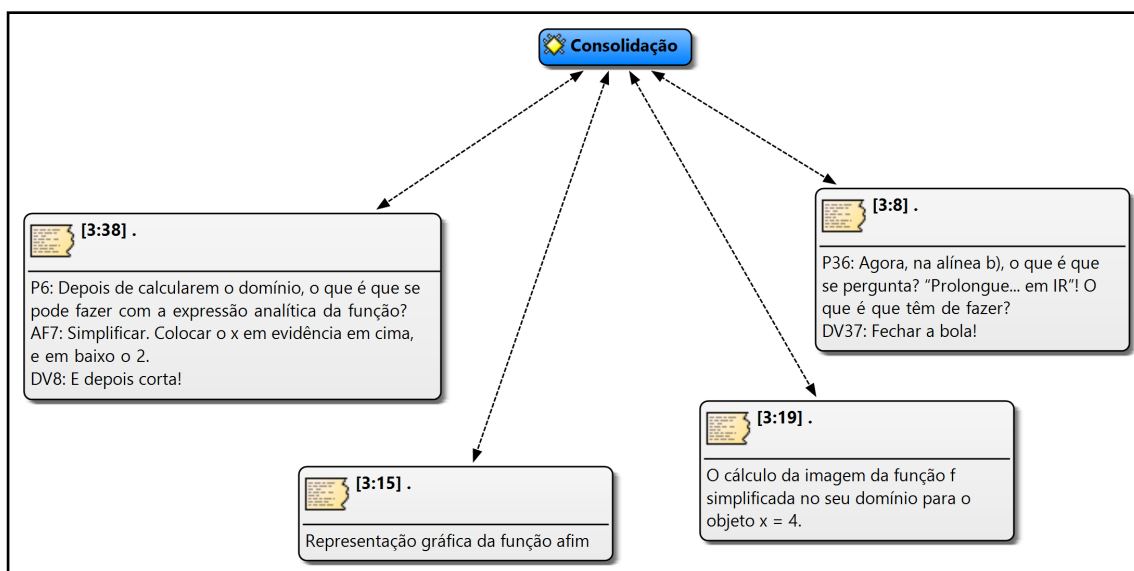 Consolidação
[3:38] .
P6: Depois de calcularem o domínio, o que é que se
pode fazer com a expressão analítica da função?
AF7: Simplificar. Colocar o x em evidência em cima,
e em baixo o 2.
DV8: E depois corta!
[3:8] .
P36: Agora, na alínea b), o que é que
se pergunta? “Prolongue... em IR”! O
que é que têm de fazer?
DV37: Fechar a bola!
[3:15] .
Representação gráfica da função afim
[3:19] .
O cálculo da imagem da função f
simplificada no seu domínio para o
objeto x = 4.